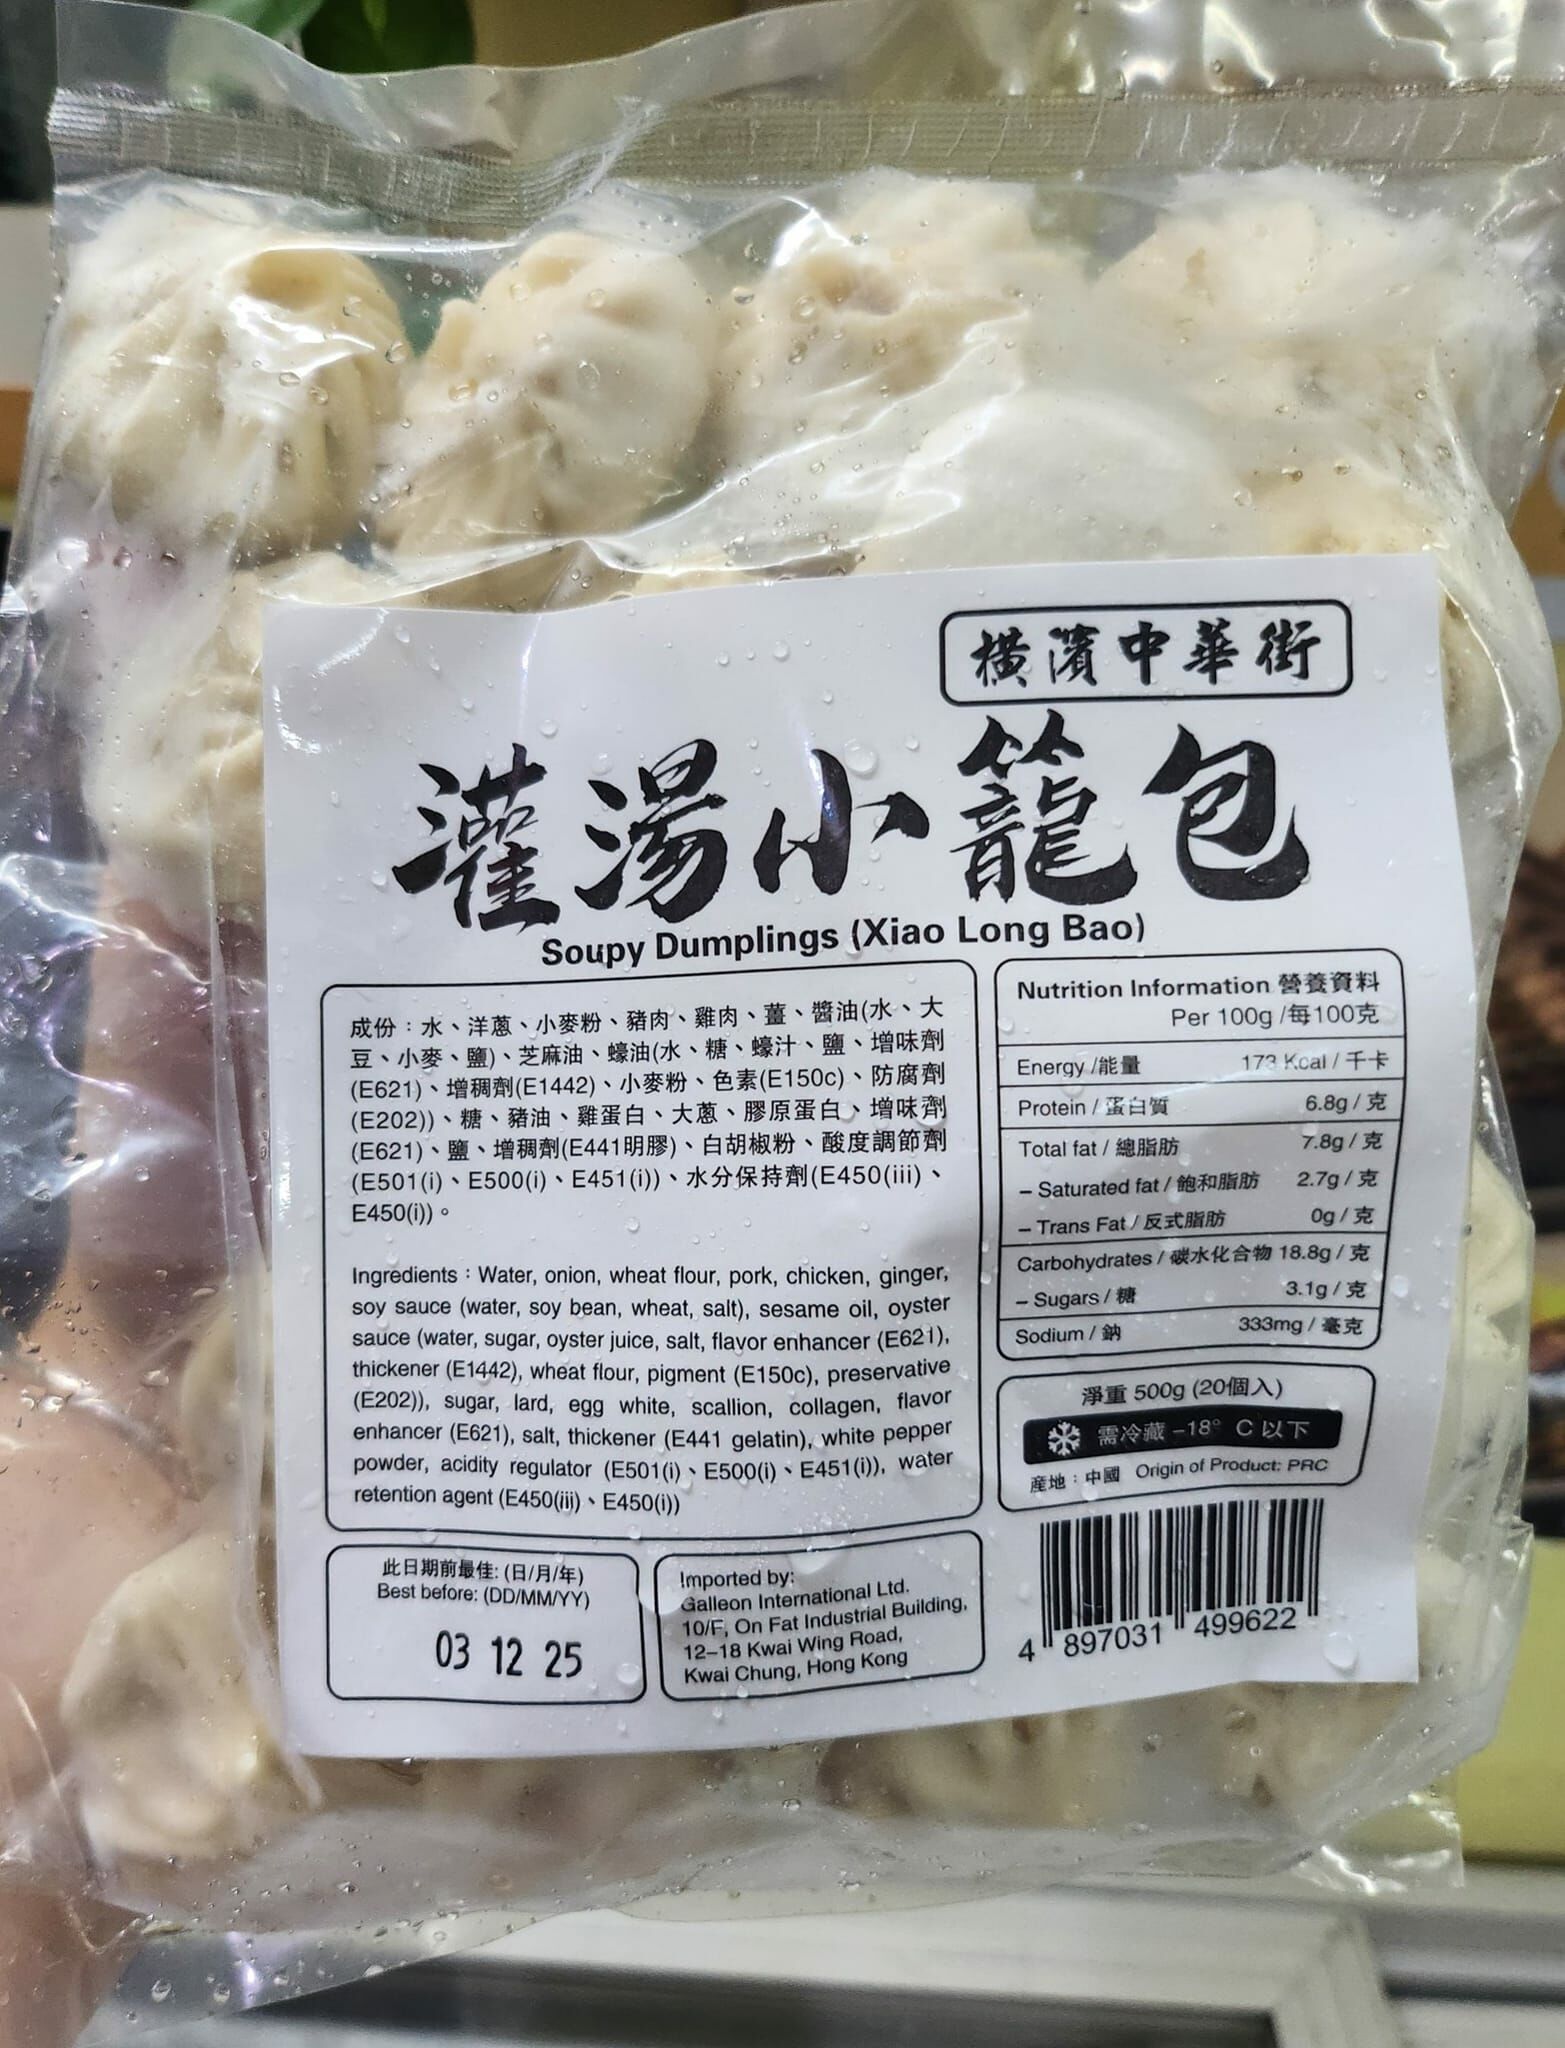 橫濱中華街
灌湯小籠包
Soupy Dumplings (Xiao Long Bao)
成份：水、洋蔥、小麥粉、豬肉、雞肉、薑、醬油(水、大
豆、小麥、鹽)、芝麻油、蠔油(水、糖、蠔汁、鹽、增味劑
(E621)、增稠劑(E1442)、小麥粉、色素(E150c)、防腐劑
(E202))、糖、豬油、雞蛋白、大蔥、膠原蛋白、增味劑
(E621)、鹽、增稠劑(E441明膠)、白胡椒粉、酸度調節劑
(E501(i)、E500(i)、E451(i))、水分保持劑(E450(iii)、
E450(i))。
Ingredients：Water, onion, wheat flour, pork, chicken, ginger,
soy sauce (water, soy bean, wheat, salt), sesame oil, oyster
sauce (water, sugar, oyster juice, salt, flavor enhancer (E621),
thickener (E1442), wheat flour, pigment (E150c), preservative
(E202)), sugar, lard, egg white, scallion, collagen, flavor
enhancer (E621), salt, thickener (E441 gelatin), white pepper
powder, acidity regulator (E501(i)、E500(i)、E451(i)), water
retention agent (E450(iii)、E450(i))
Nutrition Information 營養資料
Per 100g /每100克
Energy /能量 173 Kcal / 千卡
Protein / 蛋白質 6.8g / 克
Total fat / 總脂肪 7.8g / 克
– Saturated fat / 飽和脂肪 2.7g / 克
– Trans Fat / 反式脂肪 0g / 克
Carbohydrates / 碳水化合物 18.8g / 克
– Sugars / 糖 3.1g / 克
Sodium / 鈉 333mg / 毫克
淨重 500g (20個入)
需冷藏 –18° C 以下
產地：中國 Origin of Product: PRC
此日期前最佳: (日/月/年)
Best before: (DD/MM/YY)
03 12 25
Imported by:
Galleon International Ltd.
10/F, On Fat Industrial Building,
12–18 Kwai Wing Road,
Kwai Chung, Hong Kong
4 897031 499622